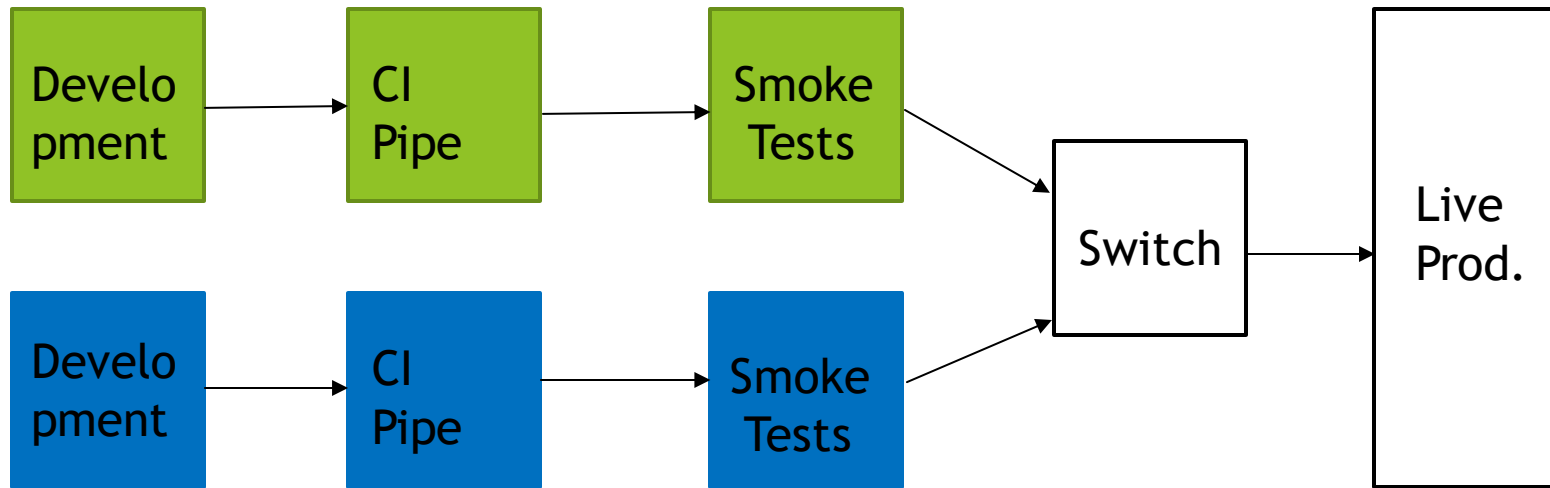 Develo
pment
CI
Pipe
Smoke
Tests
Develo
pment
CI
Pipe
Smoke
Tests
Switch
Live
Prod.